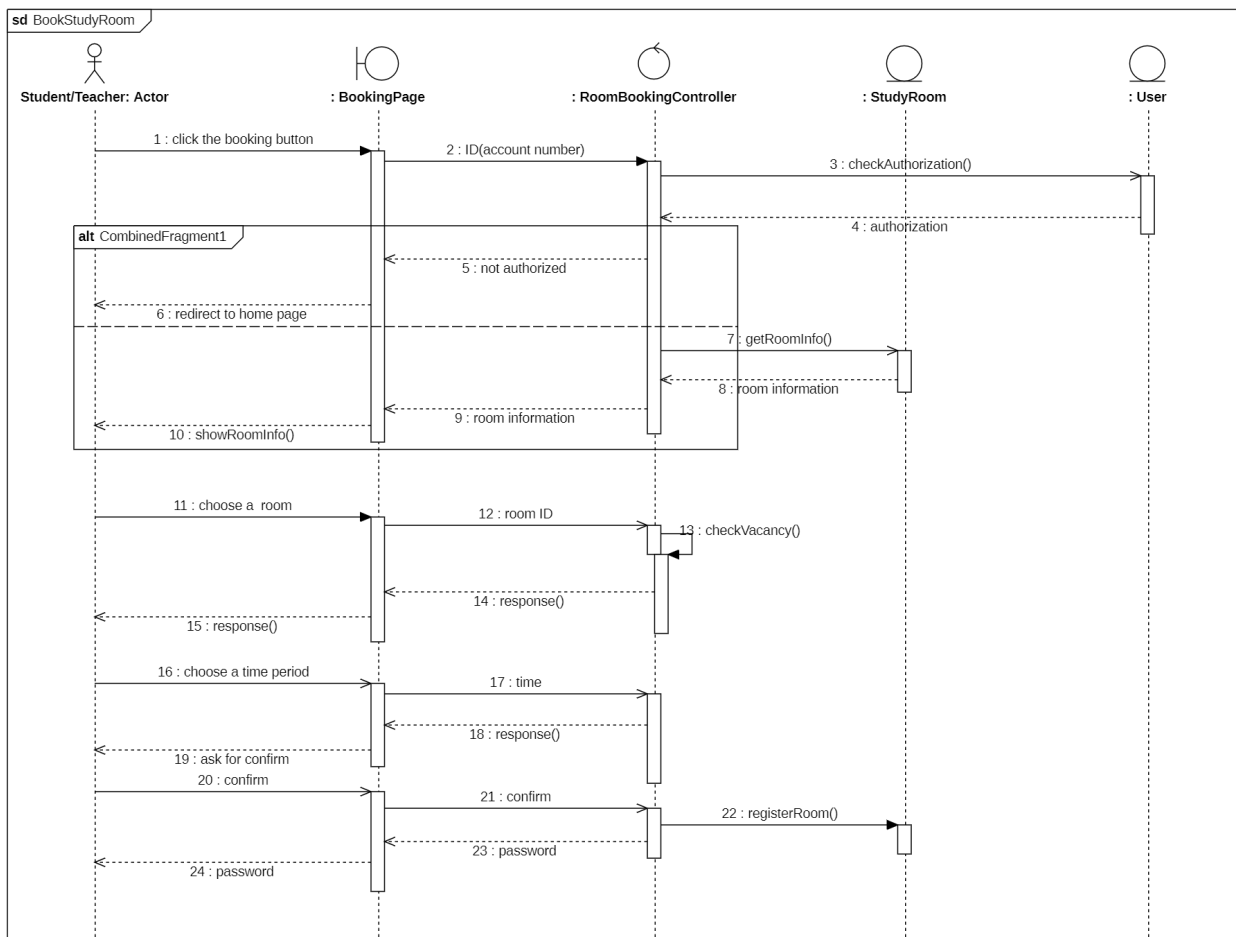 sd BookStudyRoom
Student/Teacher: Actor
: BookingPage
: RoomBookingController
: StudyRoom
: User
1 : click the booking button
2 : ID(account number)
3 : checkAuthorization()
4 : authorization
alt CombinedFragment1
5 : not authorized
6 : redirect to home page
7 : getRoomInfo()
8 : room information
9 : room information
10 : showRoomInfo()
11 : choose a  room
12 : room ID
13 : checkVacancy()
14 : response()
15 : response()
16 : choose a time period
17 : time
18 : response()
19 : ask for confirm
20 : confirm
21 : confirm
22 : registerRoom()
23 : password
24 : password